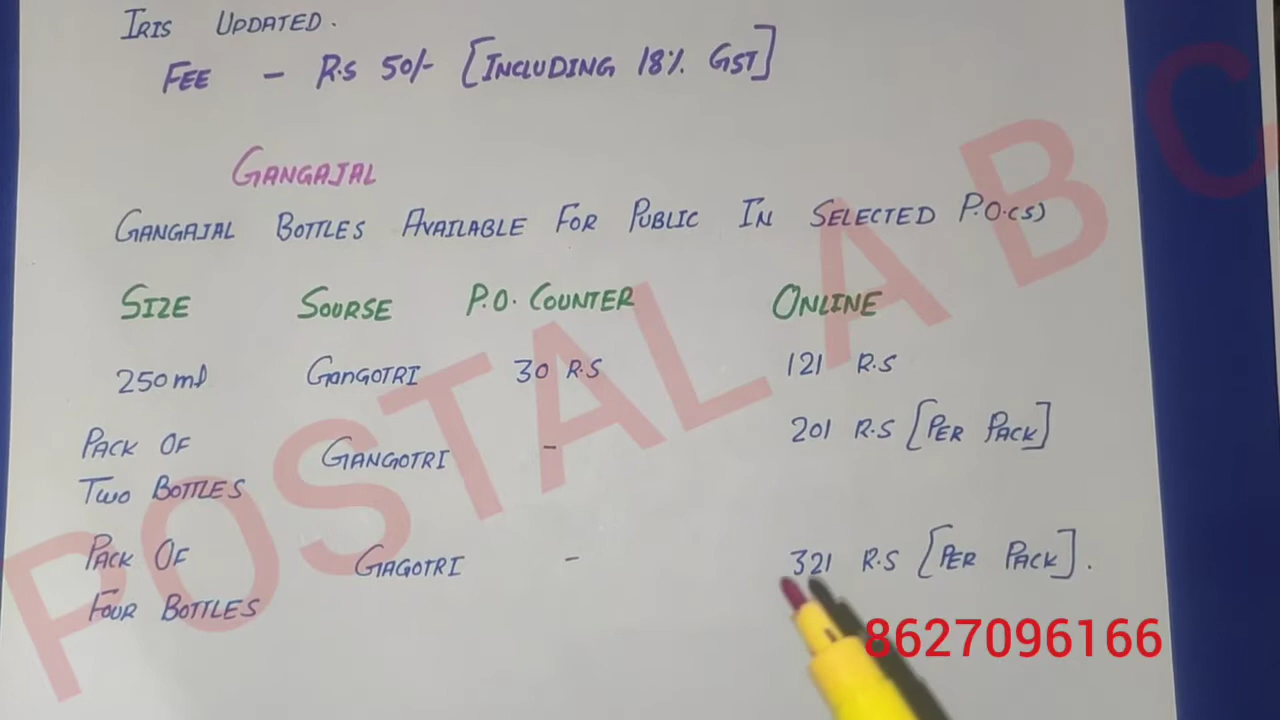 IRIS UPDATED.
FEE - R.S 50/- [INCLUDING 18% GST]
GANGAJAL
GANGAJAL BOTTLES AVAILABLE FOR PUBLIC IN SELECTED P.O.(S)
SIZE SOURSE P.O. COUNTER ONLINE
250ml GANGOTRI 30 R.S 121 R.S
PACK OF
TWO BOTTLES GANGOTRI - 201 R.S [PER PACK]
PACK OF
FOUR BOTTLES GAGOTRI - 321 R.S [PER PACK].
8627096166
POSTAL ABC